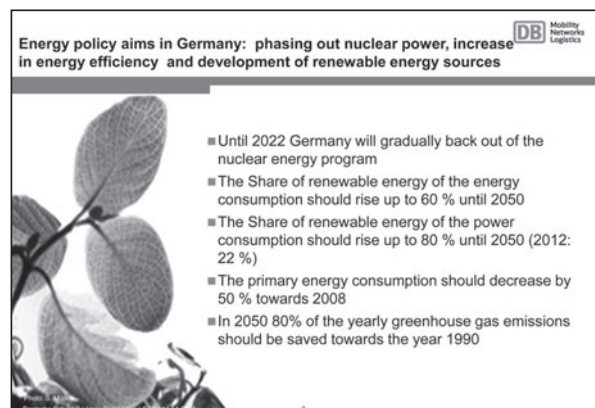 DB
Mobility
Networks
Logistics
Energy policy aims in Germany: phasing out nuclear power, increase
in energy efficiency and development of renewable energy sources
Until 2022 Germany will gradually back out of the
nuclear energy program
The Share of renewable energy of the energy
consumption should rise up to 60 % until 2050
The Share of renewable energy of the power
consumption should rise up to 80 % until 2050 (2012:
22 %)
The primary energy consumption should decrease by
50 % towards 2008
In 2050 80% of the yearly greenhouse gas emissions
should be saved towards the year 1990
Photo: